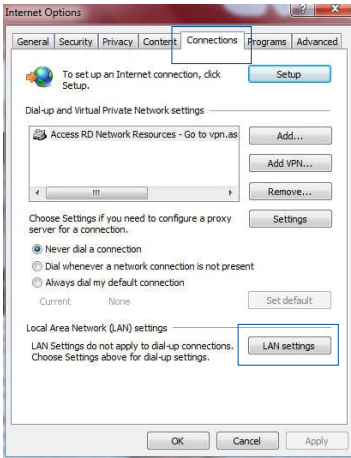 Internet Options
General Security Privacy Content Connections Programs Advanced
To set up an Internet connection, click Setup.
Setup
Dial-up and Virtual Private Network settings
Access RD Network Resources - Go to vpn.as
Add...
Add VPN...
Remove...
Choose Settings if you need to configure a proxy
server for a connection.
Settings
Never dial a connection
Dial whenever a network connection is not present
Always dial my default connection
Current None
Set default
Local Area Network (LAN) settings
LAN Settings do not apply to dial-up connections.
Choose Settings above for dial-up settings.
LAN settings
OK Cancel Apply